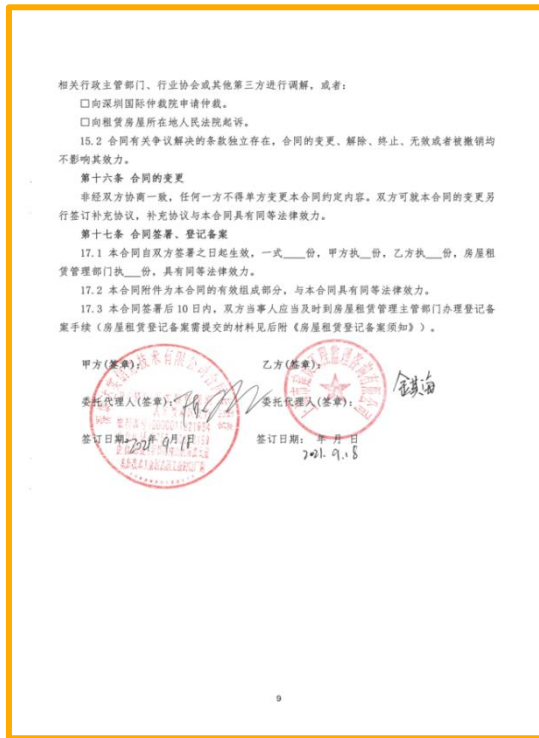 相关行政主管部门、行业协会或其他第三方进行调解，或者：
□向深圳国际仲裁院申请仲裁。
□向租赁房屋所在地人民法院起诉。
15.2 合同有关争议解决的条款独立存在，合同的变更、解除、终止、无效或者被撤销均
不影响其效力。
第十六条 合同的变更
非经双方协商一致，任何一方不得单方变更本合同约定内容。双方可就本合同的变更另
行签订补充协议，补充协议与本合同具有同等法律效力。
第十七条 合同签署、登记备案
17.1 本合同自双方签署之日起生效，一式___份，甲方执__份，乙方执__份，房屋租
赁管理部门执__份，具有同等法律效力。
17.2 本合同附件为本合同的有效组成部分，与本合同具有同等法律效力。
17.3 本合同签署后 10 日内，双方当事人应当及时到房屋租赁管理主管部门办理登记备
案手续（房屋租赁登记备案需提交的材料见后附《房屋租赁登记备案须知》）。
甲方(签章)： 乙方(签章)：
委托代理人(签章)： 委托代理人(签章)：
签订日期：2021年 9月 18日 签订日期： 年 月 日
2021. 9. 18
9